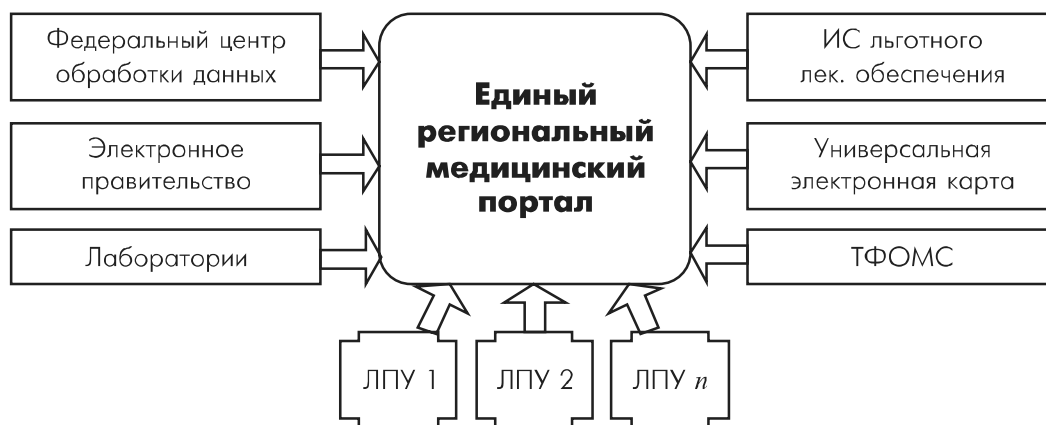 Федеральный центр
обработки данных
Электронное
правительство
Лаборатории
Единый
региональный
медицинский
портал
ИС льготного
лек. обеспечения
Универсальная
электронная карта
ТФОМС
ЛПУ 1
ЛПУ 2
ЛПУ n